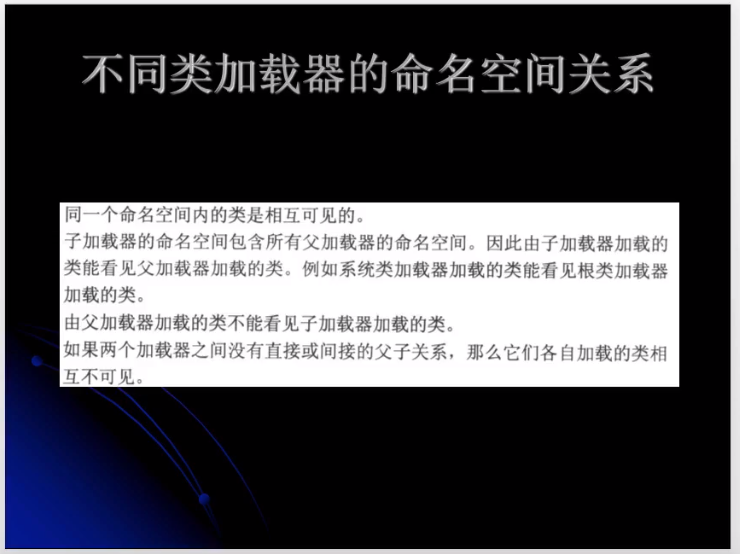 不同类加载器的命名空间关系
同一个命名空间内的类是相互可见的。
子加载器的命名空间包含所有父加载器的命名空间。因此由子加载器加载的
类能看见父加载器加载的类。例如系统类加载器加载的类能看见根类加载器
加载的类。
由父加载器加载的类不能看见子加载器加载的类。
如果两个加载器之间没有直接或间接的父子关系，那么它们各自加载的类相
互不可见。